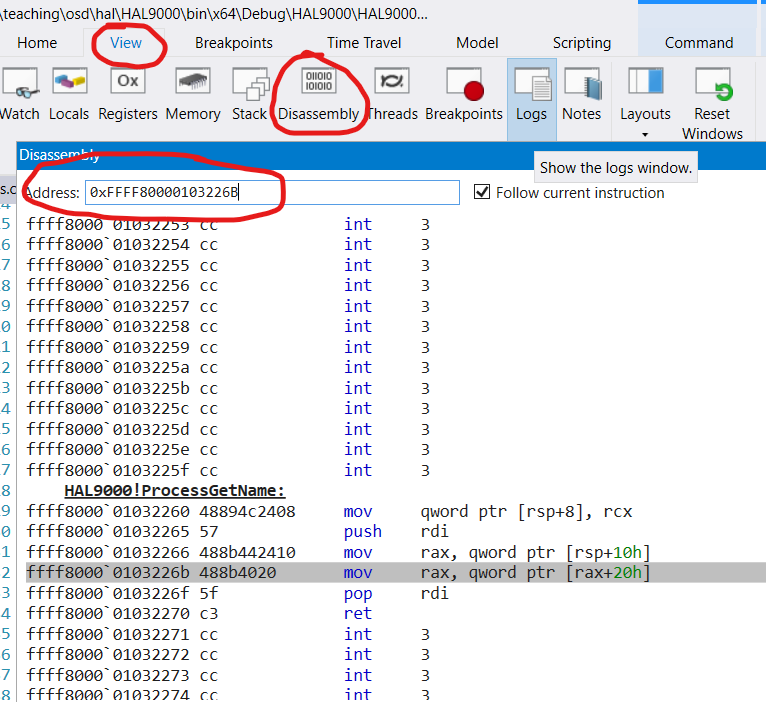 \teaching\osd\hal\HAL9000\bin\x64\Debug\HAL9000\HAL9000...
Home View Breakpoints Time Travel Model Scripting Command
Watch Locals Registers Memory Stack Disassembly Threads Breakpoints Logs Notes Layouts Reset Windows
Disassembly
Show the logs window.
s.c
Address: 0xFFFF80000103226B Follow current instruction
4
5 ffff8000`01032253 cc int 3
6 ffff8000`01032254 cc int 3
7 ffff8000`01032255 cc int 3
8 ffff8000`01032256 cc int 3
9 ffff8000`01032257 cc int 3
0 ffff8000`01032258 cc int 3
1 ffff8000`01032259 cc int 3
2 ffff8000`0103225a cc int 3
3 ffff8000`0103225b cc int 3
4 ffff8000`0103225c cc int 3
5 ffff8000`0103225d cc int 3
6 ffff8000`0103225e cc int 3
7 ffff8000`0103225f cc int 3
8 HAL9000!ProcessGetName:
9 ffff8000`01032260 48894c2408 mov qword ptr [rsp+8], rcx
0 ffff8000`01032265 57 push rdi
1 ffff8000`01032266 488b442410 mov rax, qword ptr [rsp+10h]
2 ffff8000`0103226b 488b4020 mov rax, qword ptr [rax+20h]
3 ffff8000`0103226f 5f pop rdi
4 ffff8000`01032270 c3 ret
5 ffff8000`01032271 cc int 3
6 ffff8000`01032272 cc int 3
7 ffff8000`01032273 cc int 3
8 ffff8000`01032274 cc int 3